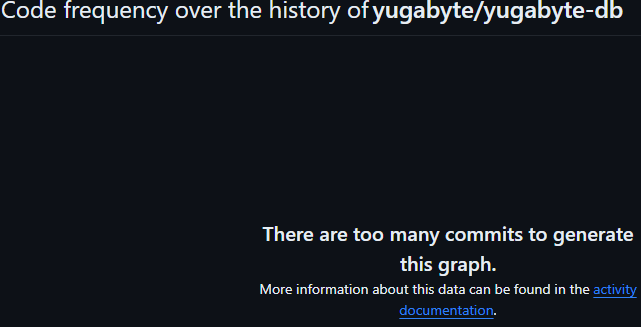 Code frequency over the history of yugabyte/yugabyte-db
There are too many commits to generate
this graph.
More information about this data can be found in the activity
documentation.